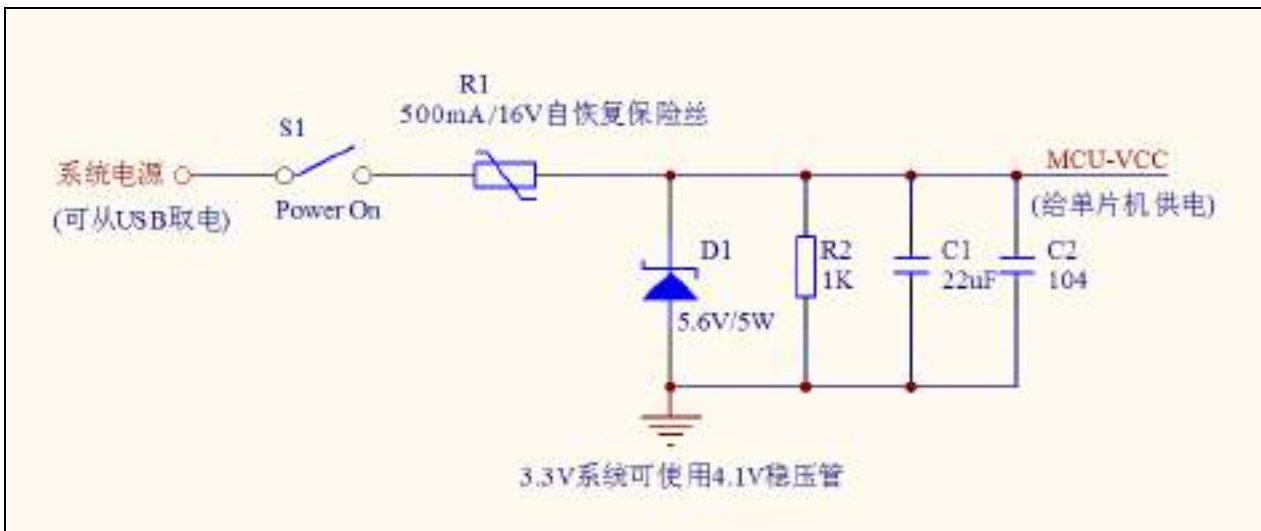 R1
500mA/16V自恢复保险丝
S1
系统电源
MCU-VCC
(可从USB取电)
Power On
(给单片机供电)
D1
R2
C1
C2
1K
22uF
104
5.6V/5W
3.3V系统可使用4.1V稳压管